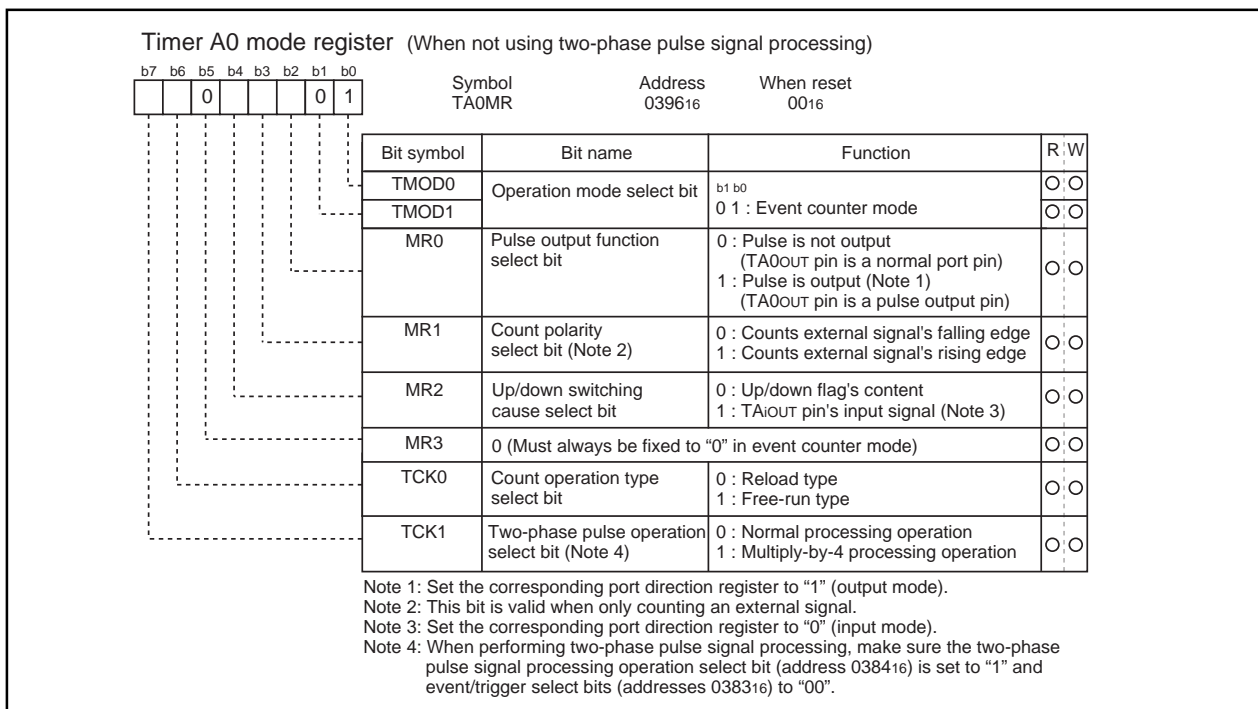 Timer A0 mode register (When not using two-phase pulse signal processing)
b7 b6 b5 b4 b3 b2 b1 b0
0 0 1
Symbol Address When reset
TA0MR 039616 0016
Bit symbol Bit name Function R W
TMOD0 Operation mode select bit b1 b0
TMOD1 0 1 : Event counter mode
MR0 Pulse output function 0 : Pulse is not output
select bit (TA0OUT pin is a normal port pin)
1 : Pulse is output (Note 1)
(TA0OUT pin is a pulse output pin)
MR1 Count polarity 0 : Counts external signal's falling edge
select bit (Note 2) 1 : Counts external signal's rising edge
MR2 Up/down switching 0 : Up/down flag's content
cause select bit 1 : TAiOUT pin's input signal (Note 3)
MR3 0 (Must always be fixed to “0” in event counter mode)
TCK0 Count operation type 0 : Reload type
select bit 1 : Free-run type
TCK1 Two-phase pulse operation 0 : Normal processing operation
select bit (Note 4) 1 : Multiply-by-4 processing operation
Note 1: Set the corresponding port direction register to “1” (output mode).
Note 2: This bit is valid when only counting an external signal.
Note 3: Set the corresponding port direction register to “0” (input mode).
Note 4: When performing two-phase pulse signal processing, make sure the two-phase
pulse signal processing operation select bit (address 038416) is set to “1” and
event/trigger select bits (addresses 038316) to “00”.